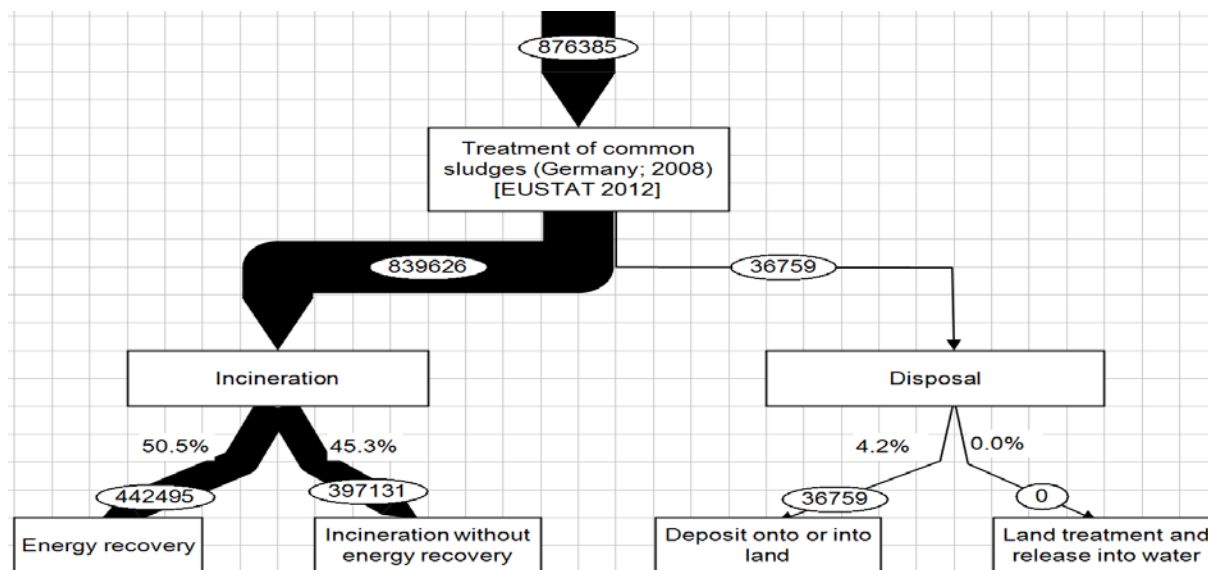 876385
Treatment of common
sludges (Germany; 2008)
[EUSTAT 2012]
839626
36759
Incineration
Disposal
50.5%
45.3%
4.2%
0.0%
442495
397131
36759
0
Energy recovery
Incineration without
energy recovery
Deposit onto or into
land
Land treatment and
release into water